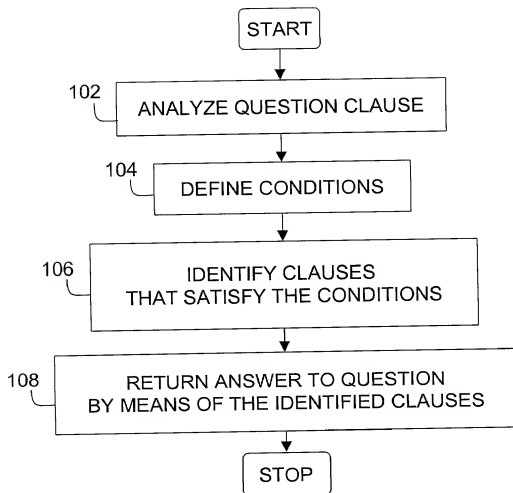 START
102
ANALYZE QUESTION CLAUSE
104
DEFINE CONDITIONS
106
IDENTIFY CLAUSES
THAT SATISFY THE CONDITIONS
108
RETURN ANSWER TO QUESTION
BY MEANS OF THE IDENTIFIED CLAUSES
STOP